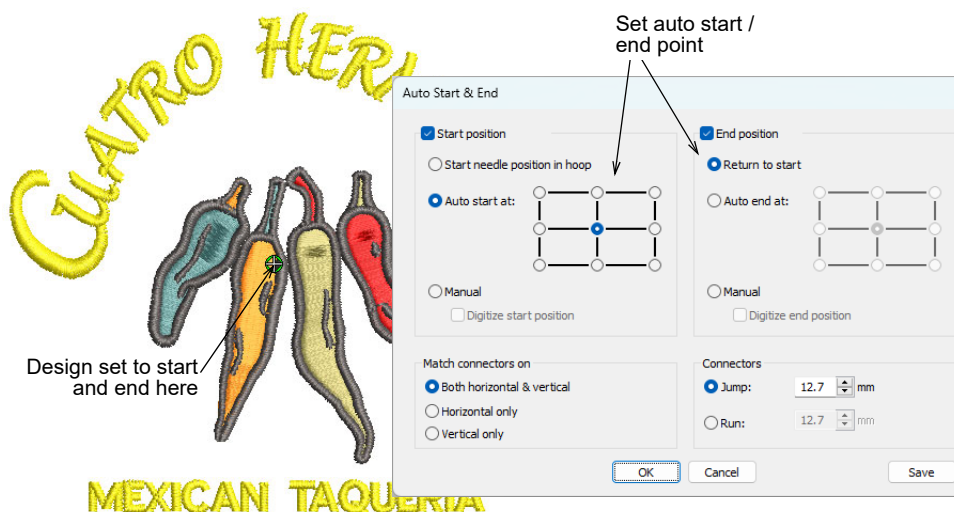 CUATRO HER
Set auto start /
end point
Auto Start & End
Start position
End position
Start needle position in hoop
Return to start
Auto start at:
Auto end at:
Manual
Manual
Digitize start position
Digitize end position
Design set to start
and end here
Match connectors on
Connectors
Both horizontal & vertical
Jump: 12.7 mm
Horizontal only
Run: 12.7 mm
Vertical only
OK
Cancel
Save
MEXICAN TAQUERIA